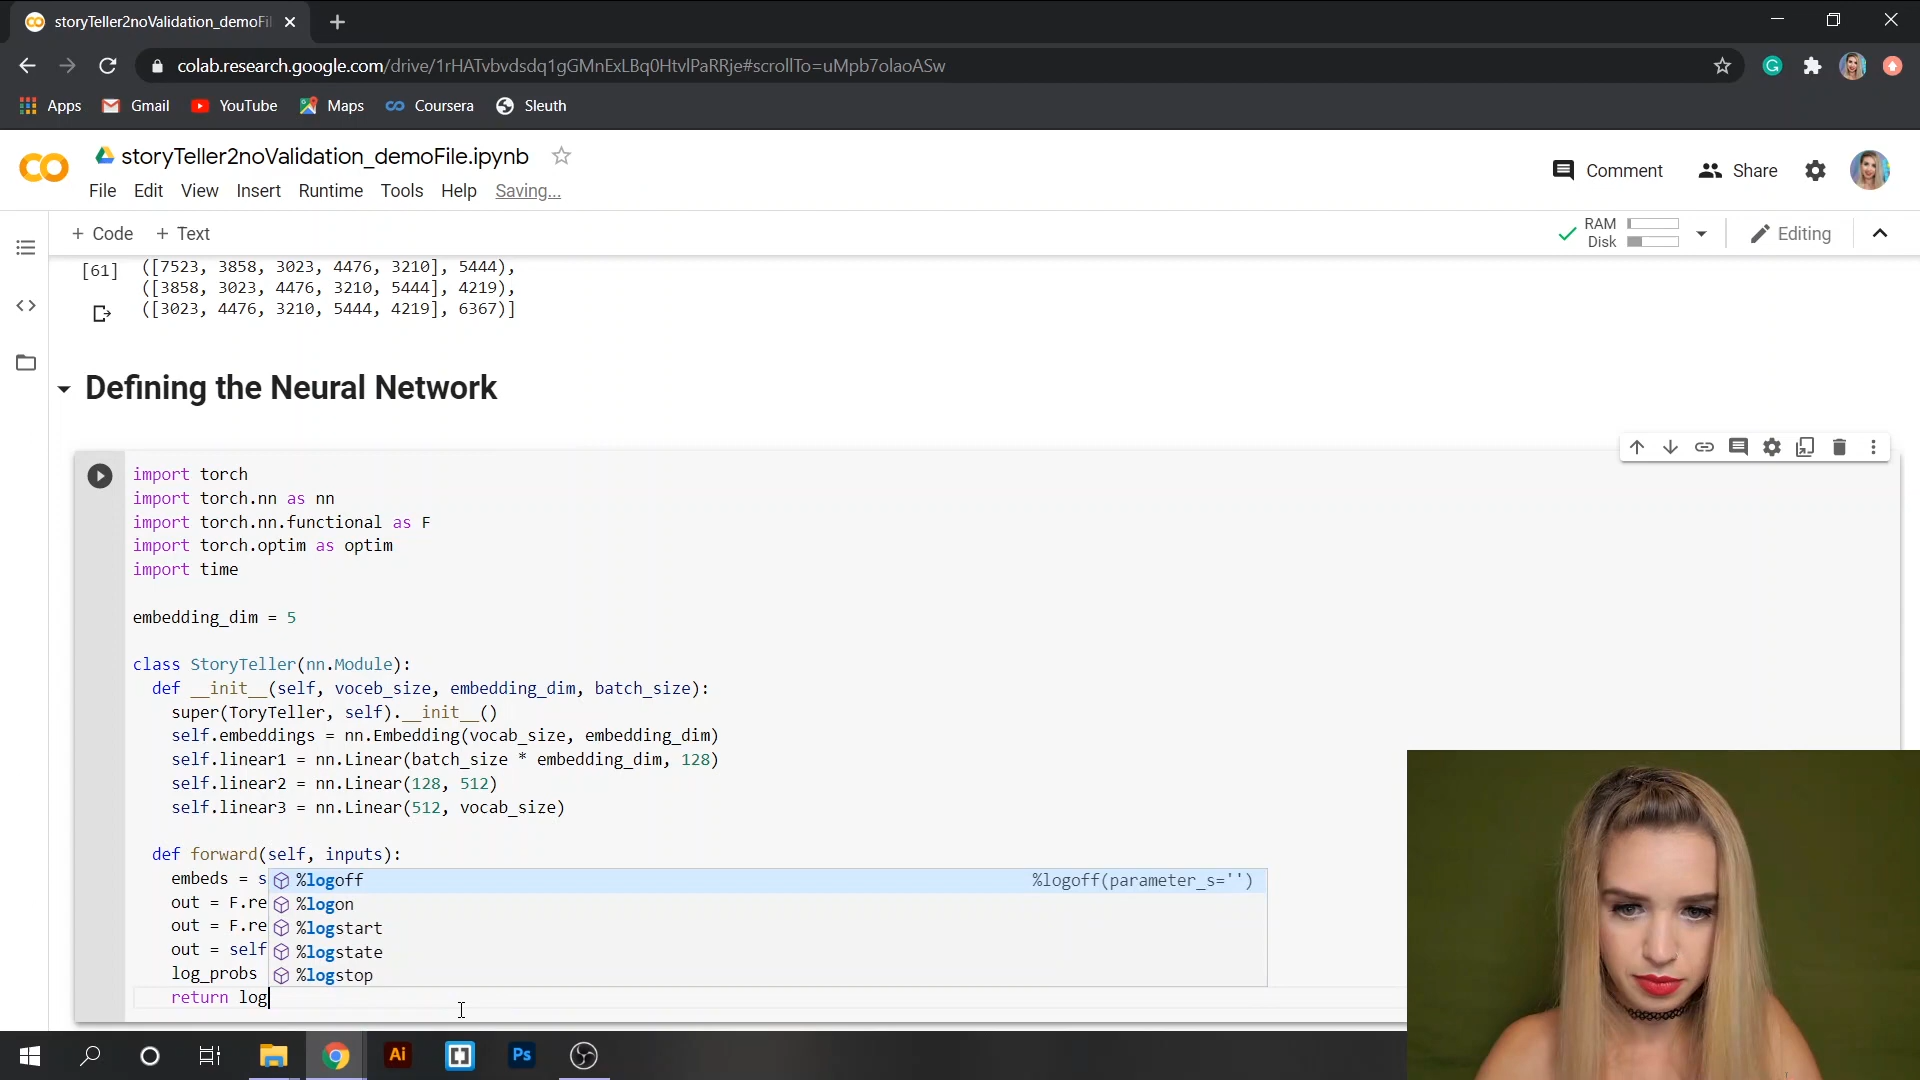 storyTeller2noValidation_demoFil
colab.research.google.com/drive/1rHATvbvdsdq1gGMnExLBq0HtvlPaRRje#scrollTo=uMpb7olaoASw
Apps Gmail YouTube Maps Coursera Sleuth
storyTeller2noValidation_demoFile.ipynb
Comment Share
File Edit View Insert Runtime Tools Help Saving...
+ Code + Text
RAM
Disk
Editing
[61] ([7523, 3858, 3023, 4476, 3210], 5444),
([3858, 3023, 4476, 3210, 5444], 4219),
([3023, 4476, 3210, 5444, 4219], 6367)]
Defining the Neural Network
import torch
import torch.nn as nn
import torch.nn.functional as F
import torch.optim as optim
import time
embedding_dim = 5
class StoryTeller(nn.Module):
def __init__(self, voceb_size, embedding_dim, batch_size):
super(ToryTeller, self).__init__()
self.embeddings = nn.Embedding(vocab_size, embedding_dim)
self.linear1 = nn.Linear(batch_size * embedding_dim, 128)
self.linear2 = nn.Linear(128, 512)
self.linear3 = nn.Linear(512, vocab_size)
def forward(self, inputs):
embeds = s %logoff %logoff(parameter_s='')
out = F.re %logon
out = F.re %logstart
out = self %logstate
log_probs %logstop
return log
Ai Ps